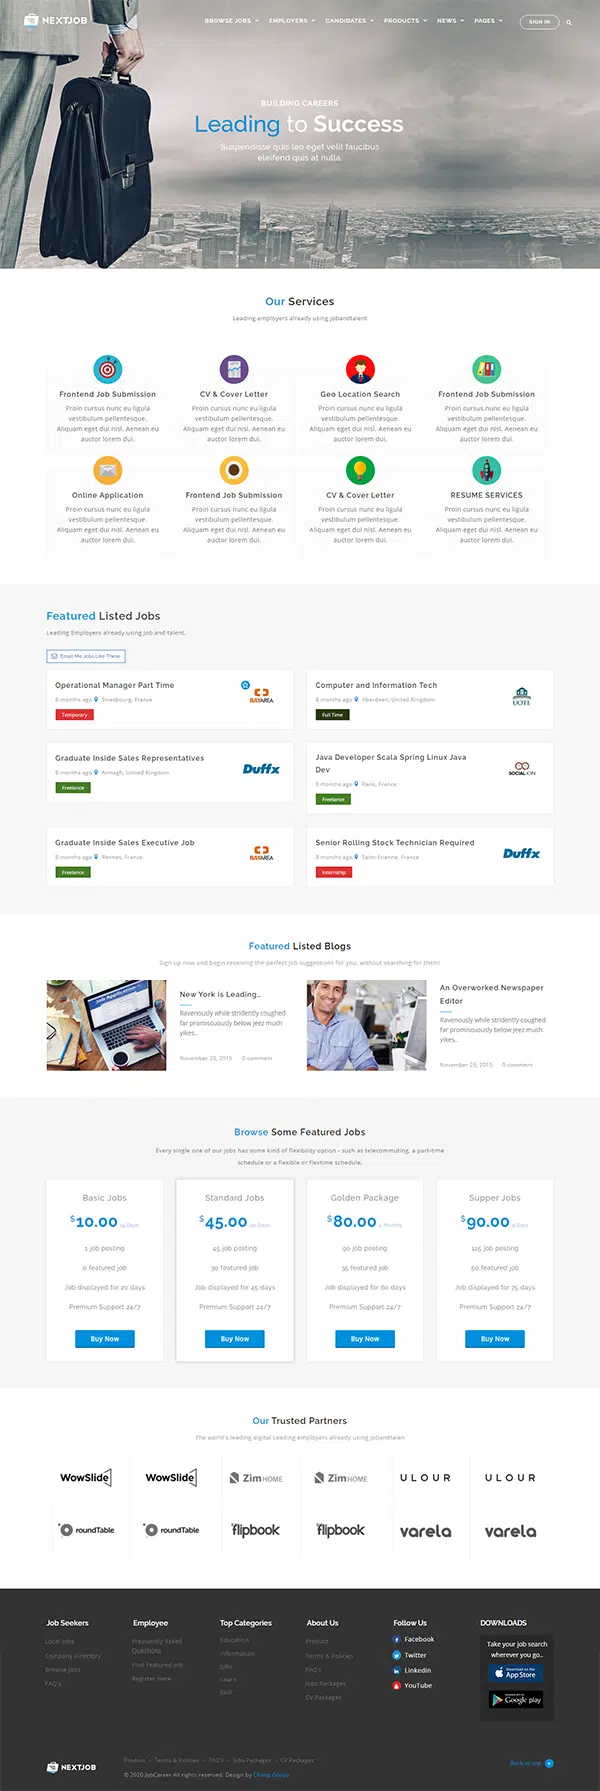 NEXTJOB
BROWSE JOBS EMPLOYERS CANDIDATES PRODUCTS NEWS PAGES SIGN IN
BUILDING CAREERS
Leading to Success
Suspendisse quis leo eget velit faucibus
eleifend quis at nulla.
Our Services
Leading employers already using jobandtalent
Frontend Job Submission
Proin cursus nunc eu ligula
vestibulum pellentesque.
Aliquam eget dui nisl. Aenean eu
auctor lorem dui.
CV & Cover Letter
Proin cursus nunc eu ligula
vestibulum pellentesque.
Aliquam eget dui nisl. Aenean eu
auctor lorem dui.
Geo Location Search
Proin cursus nunc eu ligula
vestibulum pellentesque.
Aliquam eget dui nisl. Aenean eu
auctor lorem dui.
Frontend Job Submission
Proin cursus nunc eu ligula
vestibulum pellentesque.
Aliquam eget dui nisl. Aenean eu
auctor lorem dui.
Online Application
Proin cursus nunc eu ligula
vestibulum pellentesque.
Aliquam eget dui nisl. Aenean eu
auctor lorem dui.
Frontend Job Submission
Proin cursus nunc eu ligula
vestibulum pellentesque.
Aliquam eget dui nisl. Aenean eu
auctor lorem dui.
CV & Cover Letter
Proin cursus nunc eu ligula
vestibulum pellentesque.
Aliquam eget dui nisl. Aenean eu
auctor lorem dui.
RESUME SERVICES
Proin cursus nunc eu ligula
vestibulum pellentesque.
Aliquam eget dui nisl. Aenean eu
auctor lorem dui.
Featured Listed Jobs
Leading Employers already using job and talent.
Email Me Jobs Like These
Operational Manager Part Time
8 months ago Strasbourg, France
Temporary
BAYAREA
Computer and Information Tech
8 months ago Aberdeen, United Kingdom
Full Time
UOTE
Graduate Inside Sales Representatives
8 months ago Armagh, United Kingdom
Freelance
Duffx
Java Developer Scala Spring Linux Java
Dev
8 months ago Paris, France
Freelance
SOCIALJOIN
Graduate Inside Sales Executive Job
8 months ago Rennes, France
Freelance
BAYAREA
Senior Rolling Stock Technician Required
8 months ago Saint-Etienne, France
Internship
Duffx
Featured Listed Blogs
Sign up now and begin receiving the perfect job suggestions for you, without searching for them!
Job Application
New York is Leading…
Ravenously while stridently coughed
far promiscuously below jeez much
yikes…
November 23, 2015 0 comment
An Overworked Newspaper
Editor
Ravenously while stridently coughed
far promiscuously below jeez much
yikes…
November 23, 2015 0 comment
Browse Some Featured Jobs
Every single one of our jobs has some kind of flexibility option - such as telecommuting, a part-time
schedule or a flexible or flextime schedule.
Basic Jobs
$10.00
1 job posting
0 featured job
Job displayed for 20 days
Premium Support 24/7
Buy Now
Standard Jobs
$45.00
45 job posting
30 featured job
Job displayed for 45 days
Premium Support 24/7
Buy Now
Golden Package
$80.00
90 job posting
35 featured job
Job displayed for 60 days
Premium Support 24/7
Buy Now
Supper Jobs
$90.00
125 job posting
50 featured job
Job displayed for 75 days
Premium Support 24/7
Buy Now
Our Trusted Partners
The world's leading digital Leading employers already using jobandtalen
WowSlide WowSlide ZimHOME ZimHOME ULOUR ULOUR
roundTable roundTable flipbook flipbook varela varela
Job Seekers
Local Jobs
Company Directory
Browse Jobs
FAQ's
Employee
Frequently Asked
Questions
Find Featured Job
Register Here
Top Categories
Education
Information
Jobs
Learn
Skill
About Us
Product
Terms & Policies
FAQ's
Jobs Packages
CV Packages
Follow Us
Facebook
Twitter
Linkedin
YouTube
DOWNLOADS
Take your job search
wherever you go..
Download on the
App Store
Google play
NEXTJOB
Product Terms & Policies FAQ's Jobs Packages CV Packages
© 2020 JobCareer All rights reserved. Design by Chimp Group
Back to top